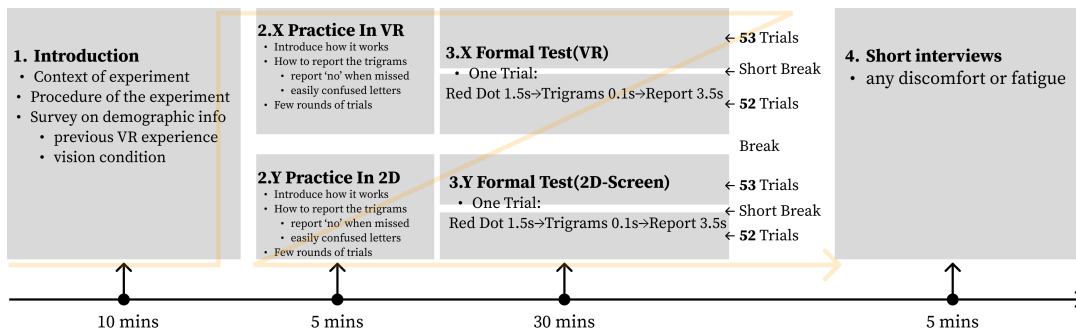 1. Introduction
• Context of experiment
• Procedure of the experiment
• Survey on demographic info
• previous VR experience
• vision condition
2.X Practice In VR
• Introduce how it works
• How to report the trigrams
• report ‘no’ when missed
• easily confused letters
• Few rounds of trials
3.X Formal Test(VR)
• One Trial:
Red Dot 1.5s→Trigrams 0.1s→Report 3.5s
← 53 Trials
← Short Break
← 52 Trials
Break
2.Y Practice In 2D
• Introduce how it works
• How to report the trigrams
• report ‘no’ when missed
• easily confused letters
• Few rounds of trials
3.Y Formal Test(2D-Screen)
• One Trial:
Red Dot 1.5s→Trigrams 0.1s→Report 3.5s
← 53 Trials
← Short Break
← 52 Trials
4. Short interviews
• any discomfort or fatigue
10 mins
5 mins
30 mins
5 mins